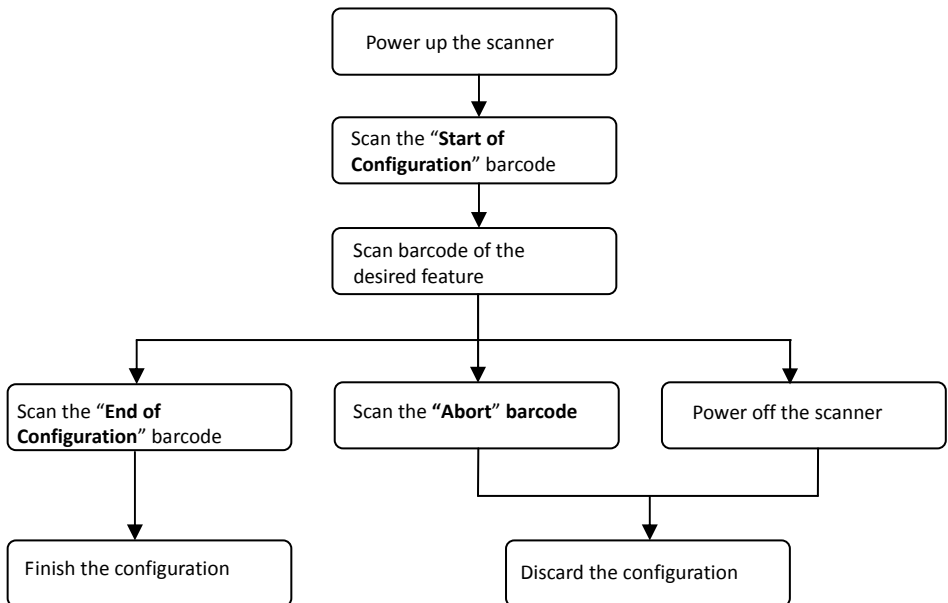 Power up the scanner
Scan the “Start of
Configuration” barcode
Scan barcode of the
desired feature
Scan the “End of
Configuration” barcode
Scan the “Abort” barcode
Power off the scanner
Finish the configuration
Discard the configuration